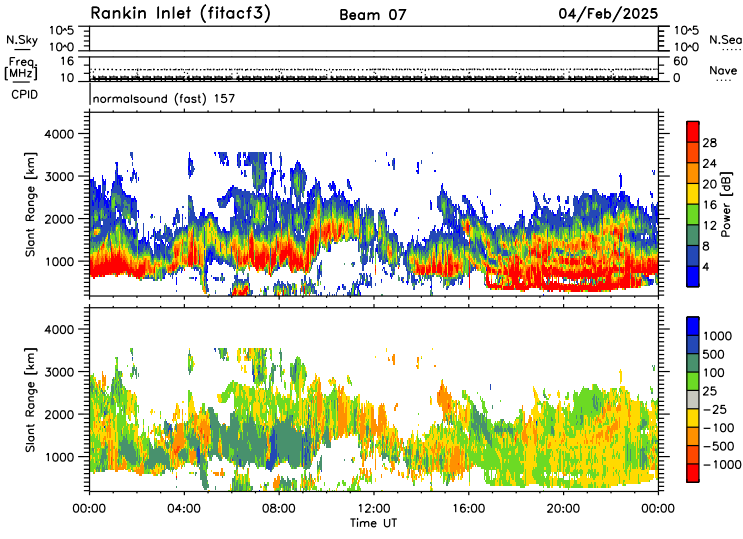 Rankin Inlet (fitacf3) Beam 07 04/Feb/2025
N.Sky 10^5 10^5 N.Sea
10^0 10^0
Freq. 16 60 Nave
[MHz] 10 0
CPID normalsound (fast) 157
Slant Range [km] 4000 3000 2000 1000
28 24 20 16 12 8 4 Power [dB]
Slant Range [km] 4000 3000 2000 1000
1000 500 100 25 -25 -100 -500 -1000
00:00 04:00 08:00 12:00 16:00 20:00 00:00
Time UT